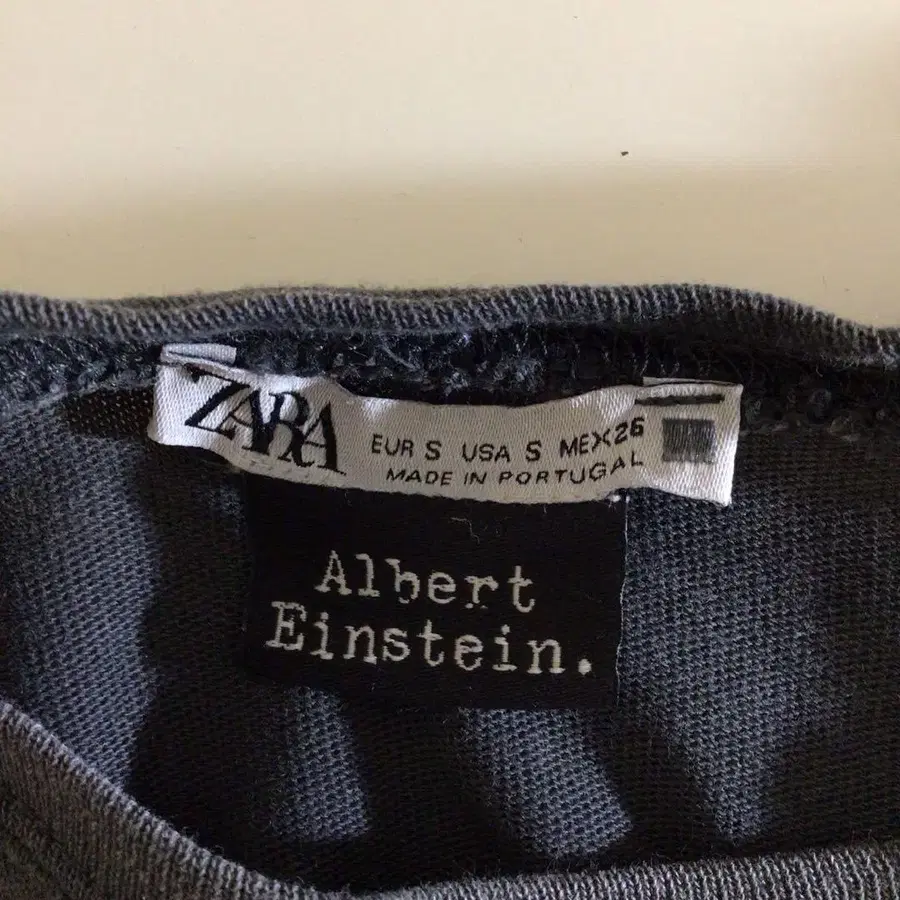 ZARA EUR S USA S MEX 26
MADE IN PORTUGAL
Albert
Einstein.